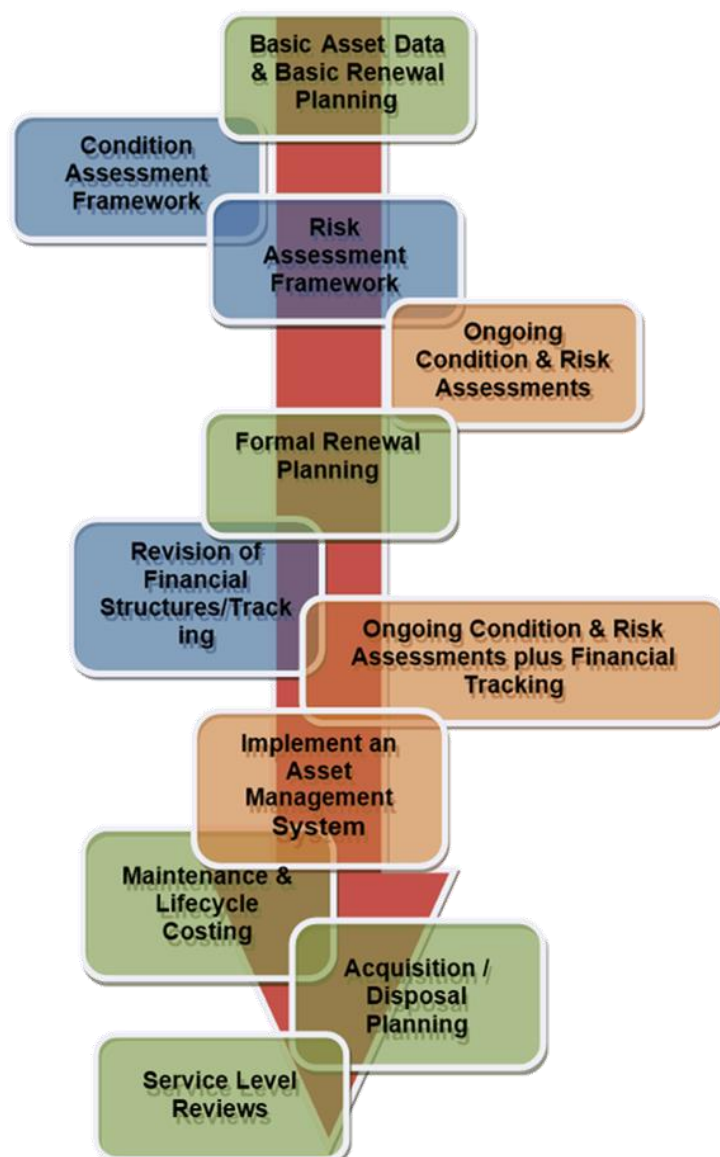 Basic Asset Data
& Basic Renewal
Planning
Condition
Assessment
Framework
Risk
Assessment
Framework
Ongoing
Condition & Risk
Assessments
Formal Renewal
Planning
Revision of
Financial
Structures/Track
ing
Ongoing Condition & Risk
Assessments plus Financial
Tracking
Implement an
Asset
Management
System
Maintenance &
Lifecycle
Costing
Acquisition /
Disposal
Planning
Service Level
Reviews